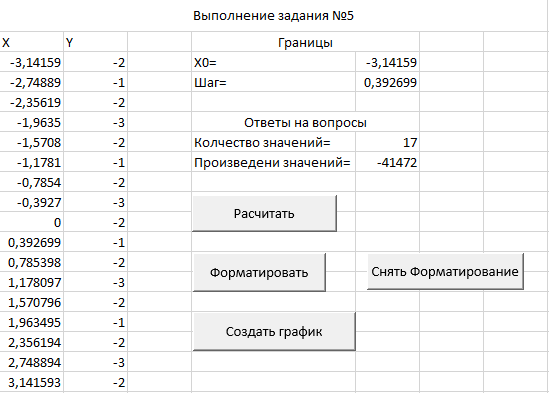 Выполнение задания №5
X Y Границы
-3,14159 -2 X0= -3,14159
-2,74889 -1 Шаг= 0,392699
-2,35619 -2
-1,9635 -3 Ответы на вопросы
-1,5708 -2 Колчество значений= 17
-1,1781 -1 Произведени значений= -41472
-0,7854 -2
-0,3927 -3 Расчитать
0 -2
0,392699 -1
0,785398 -2 Форматировать Снять Форматирование
1,178097 -3
1,570796 -2
1,963495 -1 Создать график
2,356194 -2
2,748894 -3
3,141593 -2